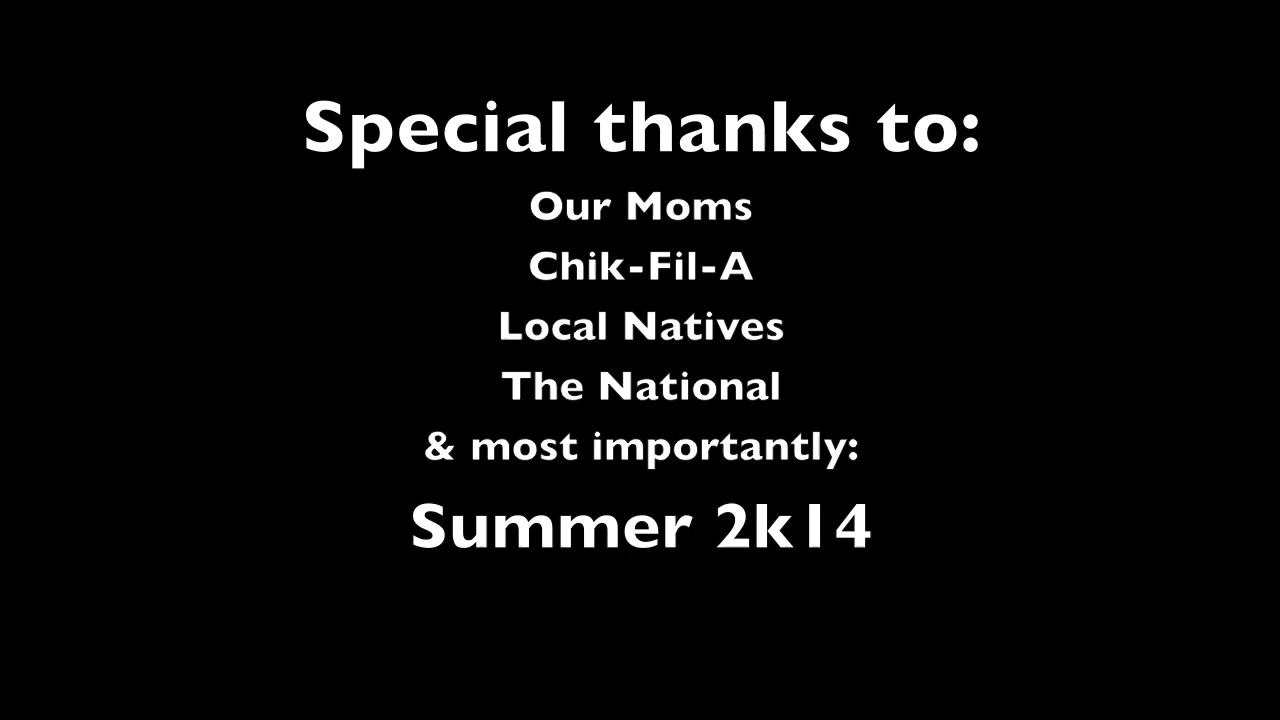 Special thanks to:
Our Moms
Chik-Fil-A
Local Natives
The National
& most importantly:
Summer 2k14